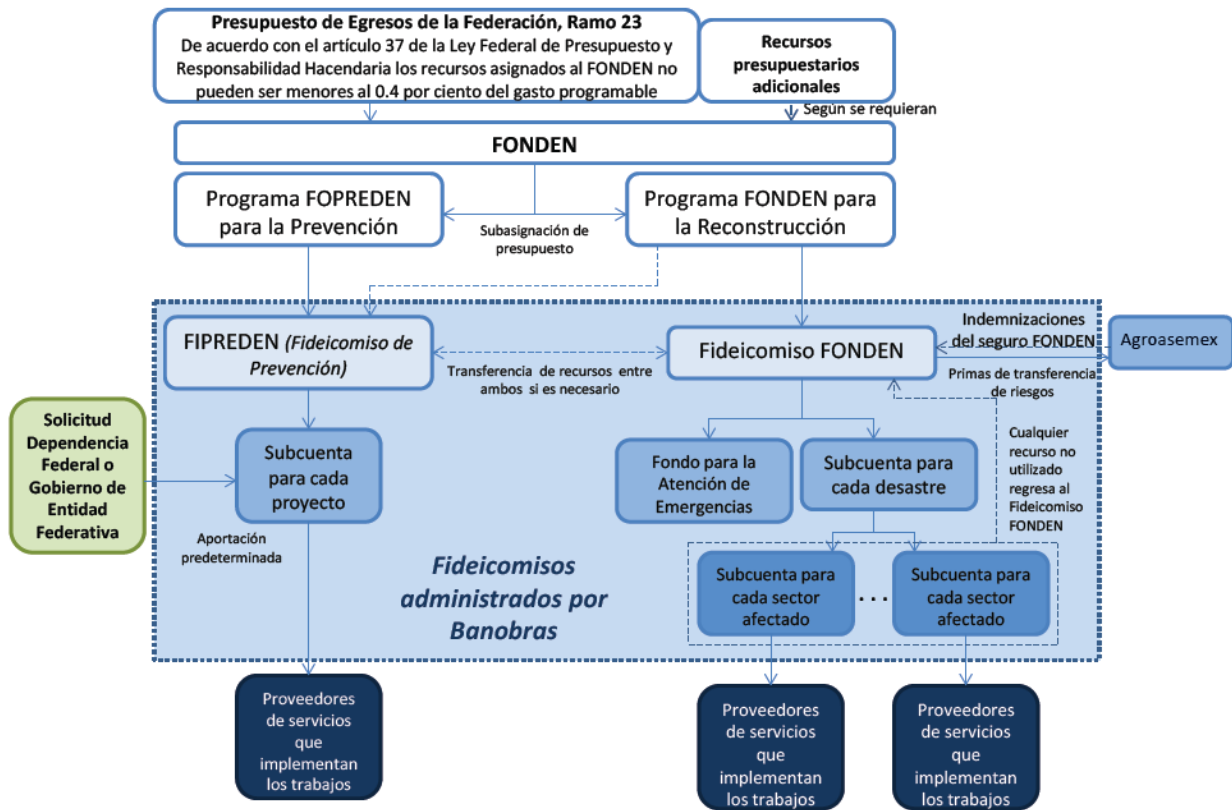 Presupuesto de Egresos de la Federación, Ramo 23
De acuerdo con el artículo 37 de la Ley Federal de Presupuesto y
Responsabilidad Hacendaria los recursos asignados al FONDEN no
pueden ser menores al 0.4 por ciento del gasto programable
Recursos
presupuestarios
adicionales
Según se requieran
FONDEN
Programa FOPREDEN
para la Prevención
Subasignación de
presupuesto
Programa FONDEN para
la Reconstrucción
FIPREDEN (Fideicomiso de
Prevención)
Transferencia de recursos entre
ambos si es necesario
Fideicomiso FONDEN
Indemnizaciones
del seguro FONDEN
Agroasemex
Primas de transferencia
de riesgos
Solicitud
Dependencia
Federal o
Gobierno de
Entidad
Federativa
Subcuenta
para cada
proyecto
Fondo para la
Atención de
Emergencias
Subcuenta para
cada desastre
Cualquier
recurso no
utilizado
regresa al
Fideicomiso
FONDEN
Aportación
predeterminada
Fideicomisos
administrados por
Banobras
Subcuenta para
cada sector
afectado
. . .
Subcuenta para
cada sector
afectado
Proveedores
de servicios
que
implementan
los trabajos
Proveedores
de servicios
que
implementan
los trabajos
Proveedores
de servicios
que
implementan
los trabajos